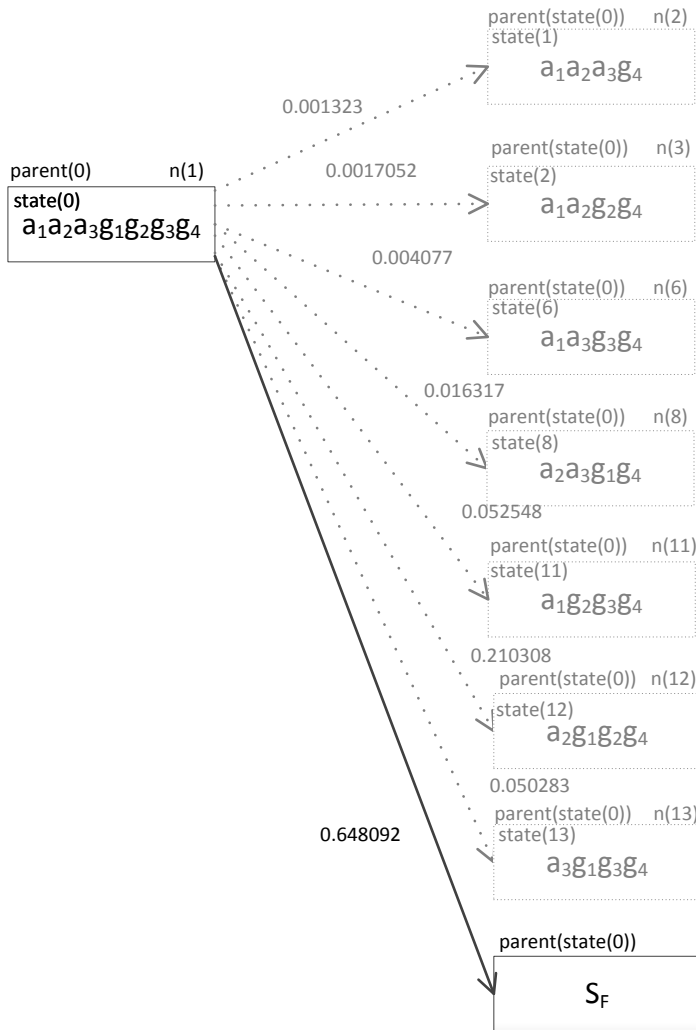 parent(state(0)) n(2)
state(1)
a₁a₂a₃g₄
0.001323
parent(0) n(1)
state(0)
a₁a₂a₃g₁g₂g₃g₄
parent(state(0)) n(3)
0.0017052
state(2)
a₁a₂g₂g₄
0.004077
parent(state(0)) n(6)
state(6)
a₁a₃g₃g₄
0.016317
parent(state(0)) n(8)
state(8)
a₂a₃g₁g₄
0.052548
parent(state(0)) n(11)
state(11)
a₁g₂g₃g₄
0.210308
parent(state(0)) n(12)
state(12)
a₂g₁g₂g₄
0.050283
parent(state(0)) n(13)
state(13)
a₃g₁g₃g₄
0.648092
parent(state(0))
S_F